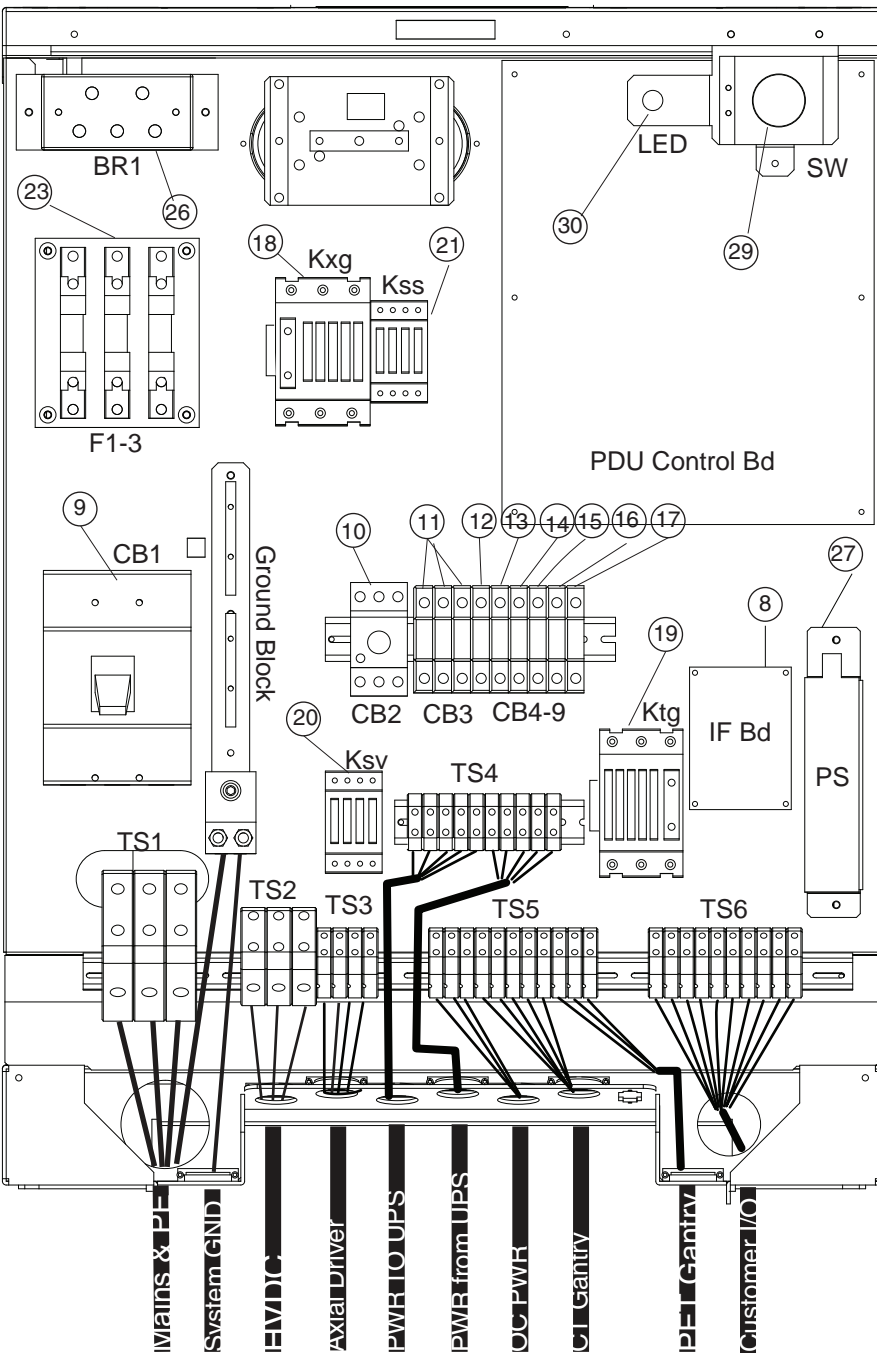 LED
SW
BR1
23
26
30
29
18
Kxg
21
Kss
F1-3
PDU Control Bd
9
CB1
Ground Block
10
11
12
13
14
15
16
17
27
8
19
CB2
CB3
CB4-9
Ktg
IF Bd
PS
20
Ksv
TS4
TS1
TS2
TS3
TS5
TS6
Mains & PE
System GND
HVDC
Axial Driver
PWR TO UPS
PWR from UPS
OC PWR
CT Gantry
PET Gantry
Customer I/O